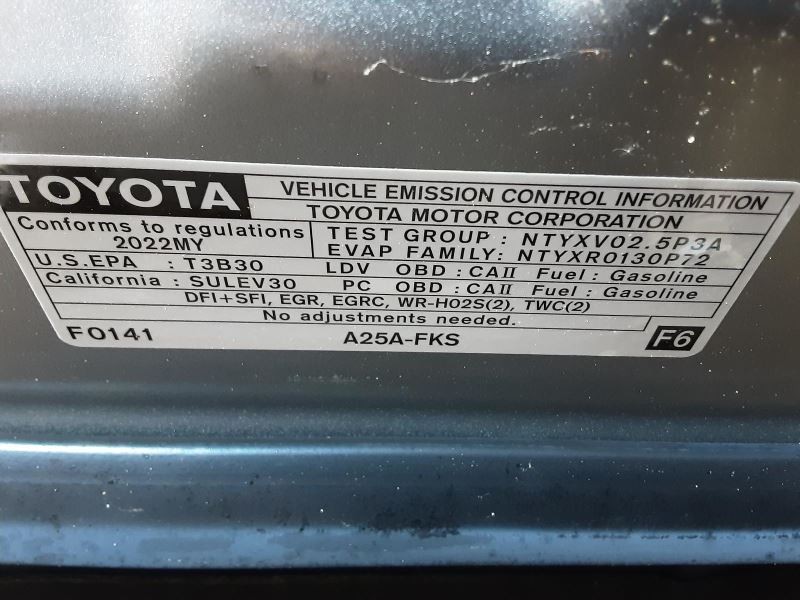 TOYOTA VEHICLE EMISSION CONTROL INFORMATION
TOYOTA MOTOR CORPORATION
Conforms to regulations
2022MY
TEST GROUP : NTYXV02.5P3A
EVAP FAMILY: NTYXR0130P72
U.S.EPA : T3B30 LDV OBD : CAII Fuel : Gasoline
California : SULEV30 PC OBD : CAII Fuel : Gasoline
DFI+SFI, EGR, EGRC, WR-HO2S(2), TWC(2)
No adjustments needed.
F0141 A25A-FKS F6